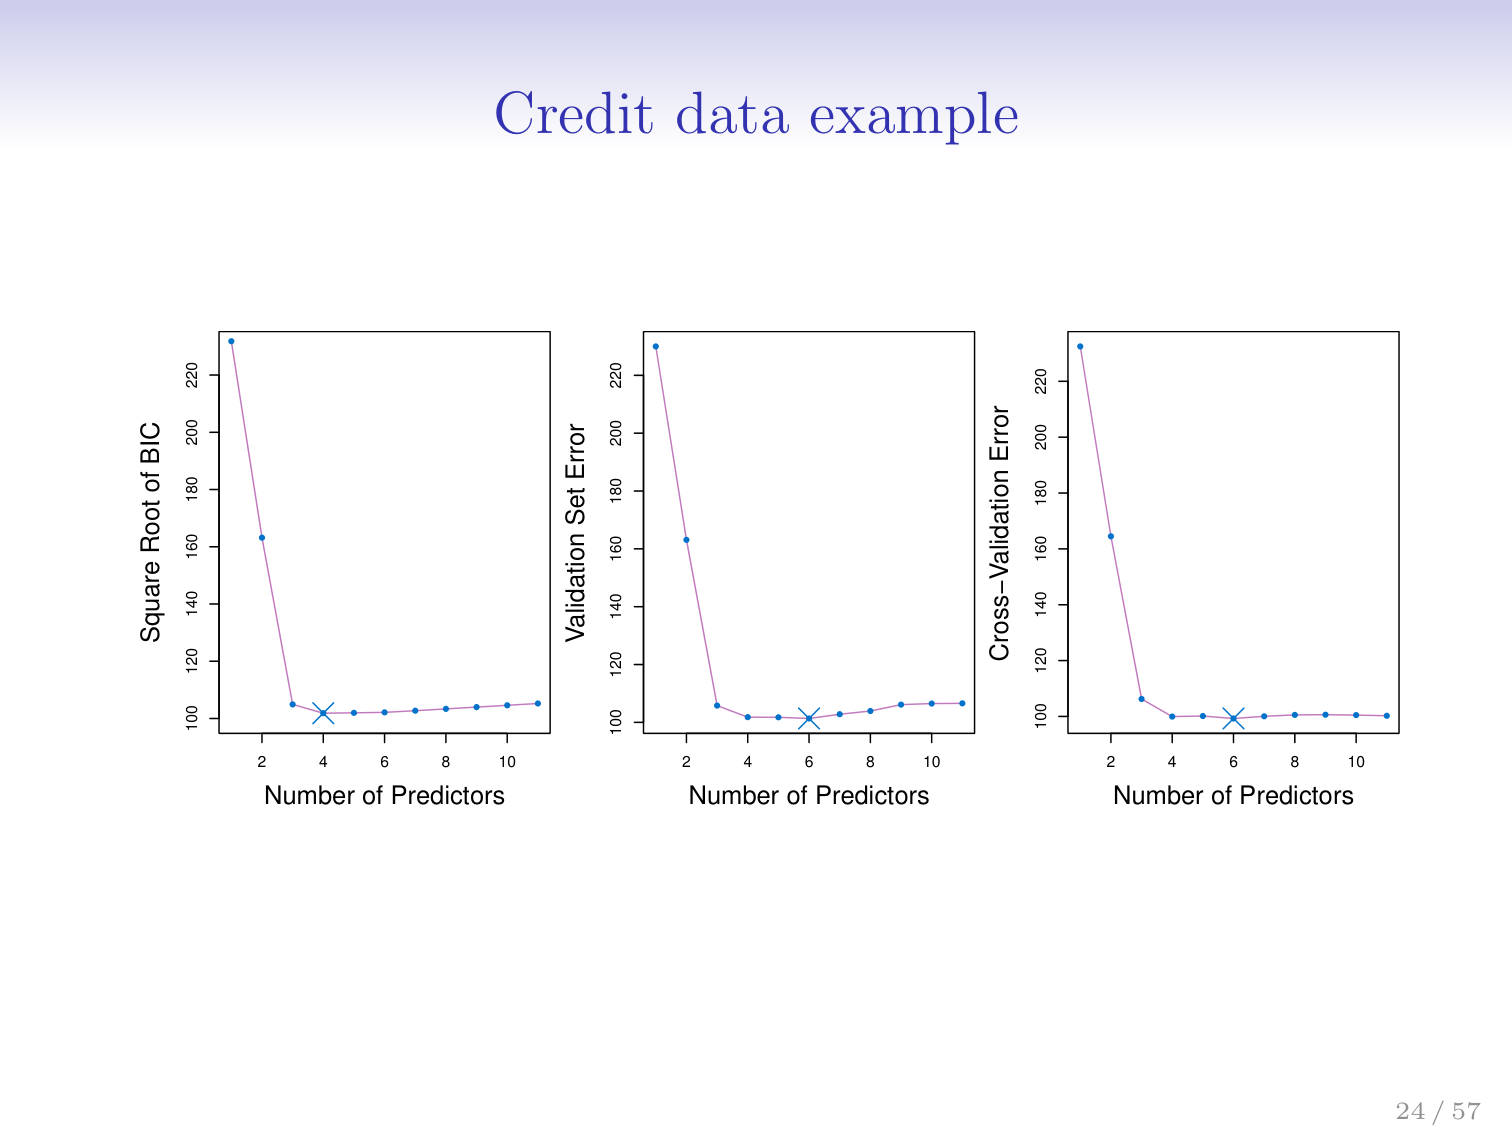 Credit data example
Square Root of BIC
220
200
180
160
140
120
100
2 4 6 8 10
Number of Predictors
Validation Set Error
220
200
180
160
140
120
100
2 4 6 8 10
Number of Predictors
Cross−Validation Error
220
200
180
160
140
120
100
2 4 6 8 10
Number of Predictors
24 / 57